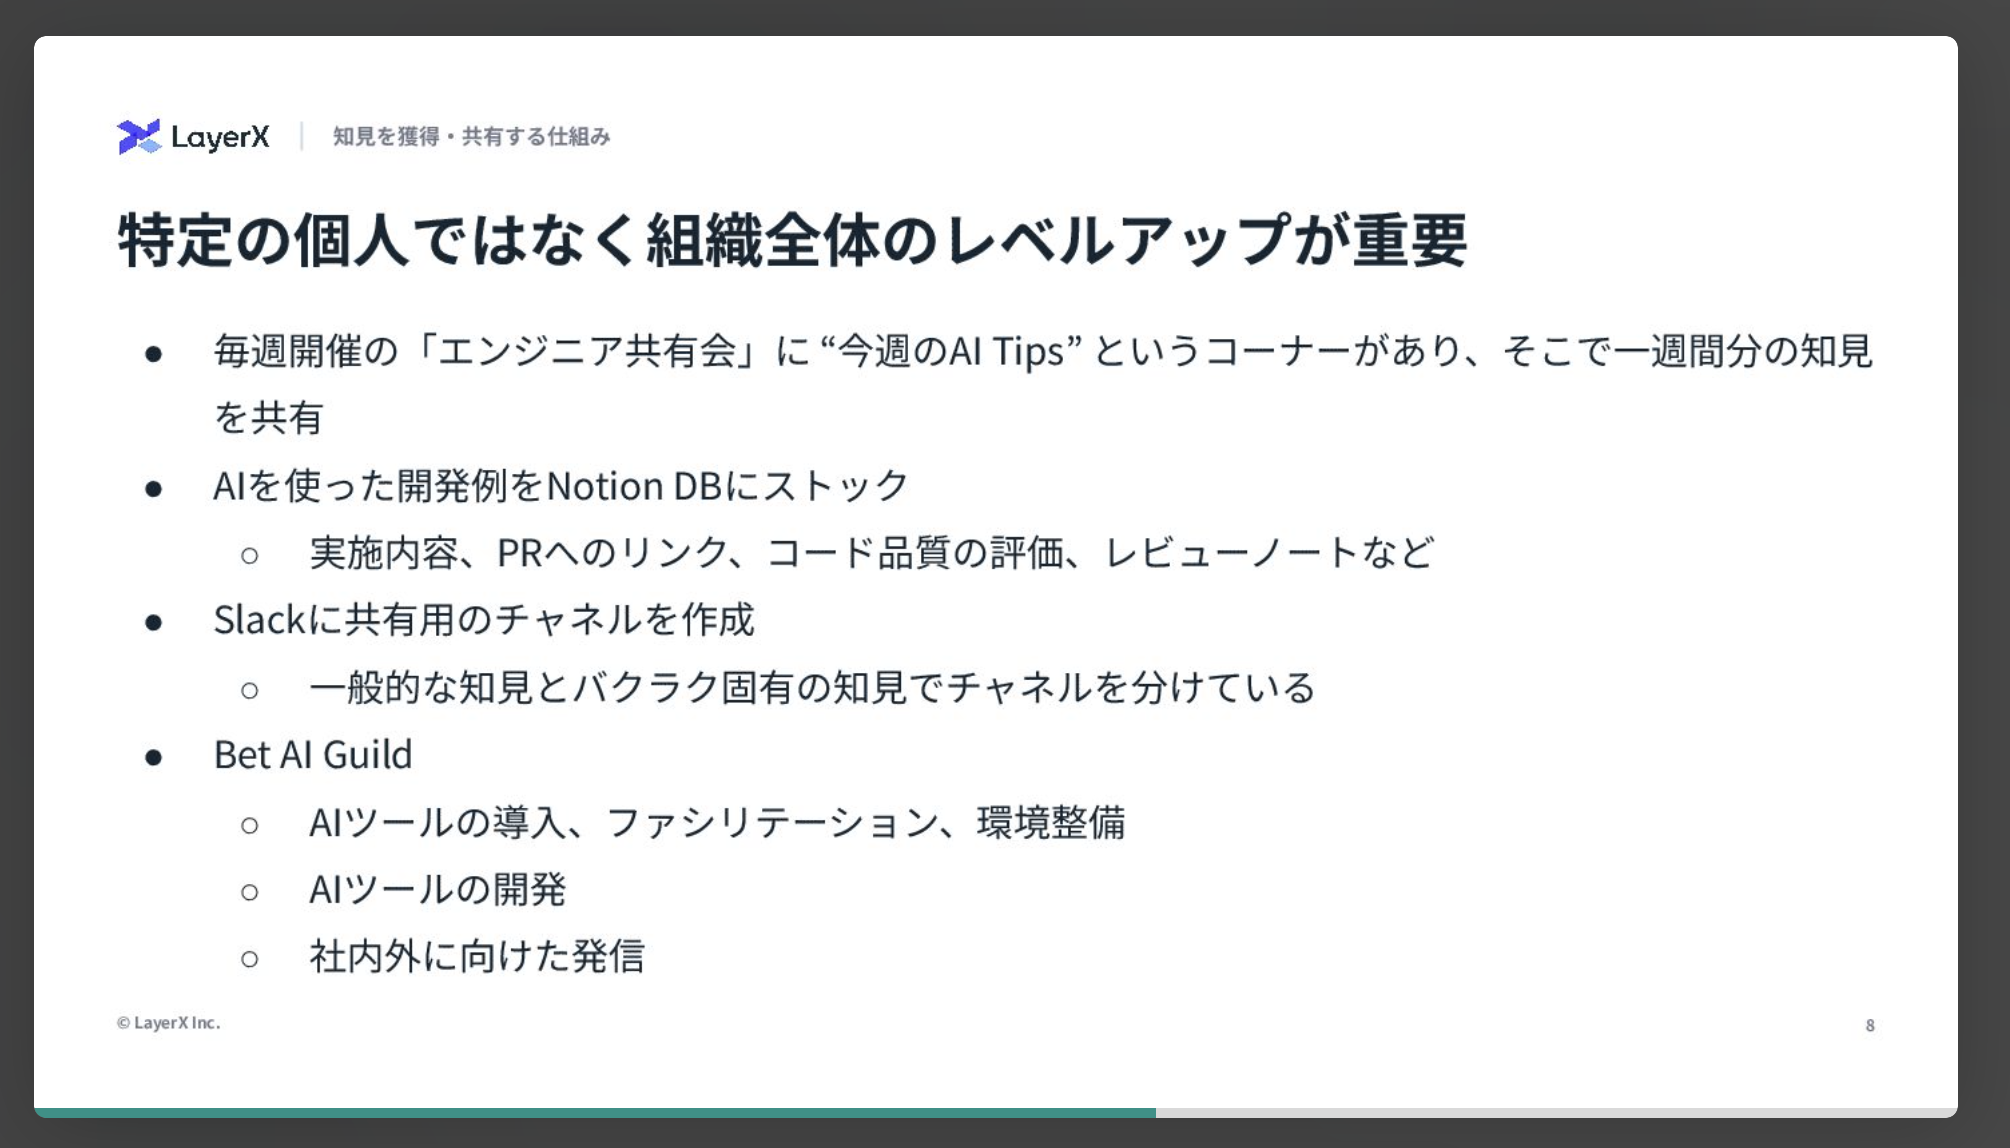 LayerX
知見を獲得・共有する仕組み
特定の個人ではなく組織全体のレベルアップが重要
● 毎週開催の「エンジニア共有会」に “今週のAI Tips” というコーナーがあり、そこで一週間分の知見
を共有
● AIを使った開発例をNotion DBにストック
○ 実施内容、PRへのリンク、コード品質の評価、レビューノートなど
● Slackに共有用のチャネルを作成
○ 一般的な知見とバクラク固有の知見でチャネルを分けている
● Bet AI Guild
○ AIツールの導入、ファシリテーション、環境整備
○ AIツールの開発
○ 社内外に向けた発信
© LayerX Inc.
8